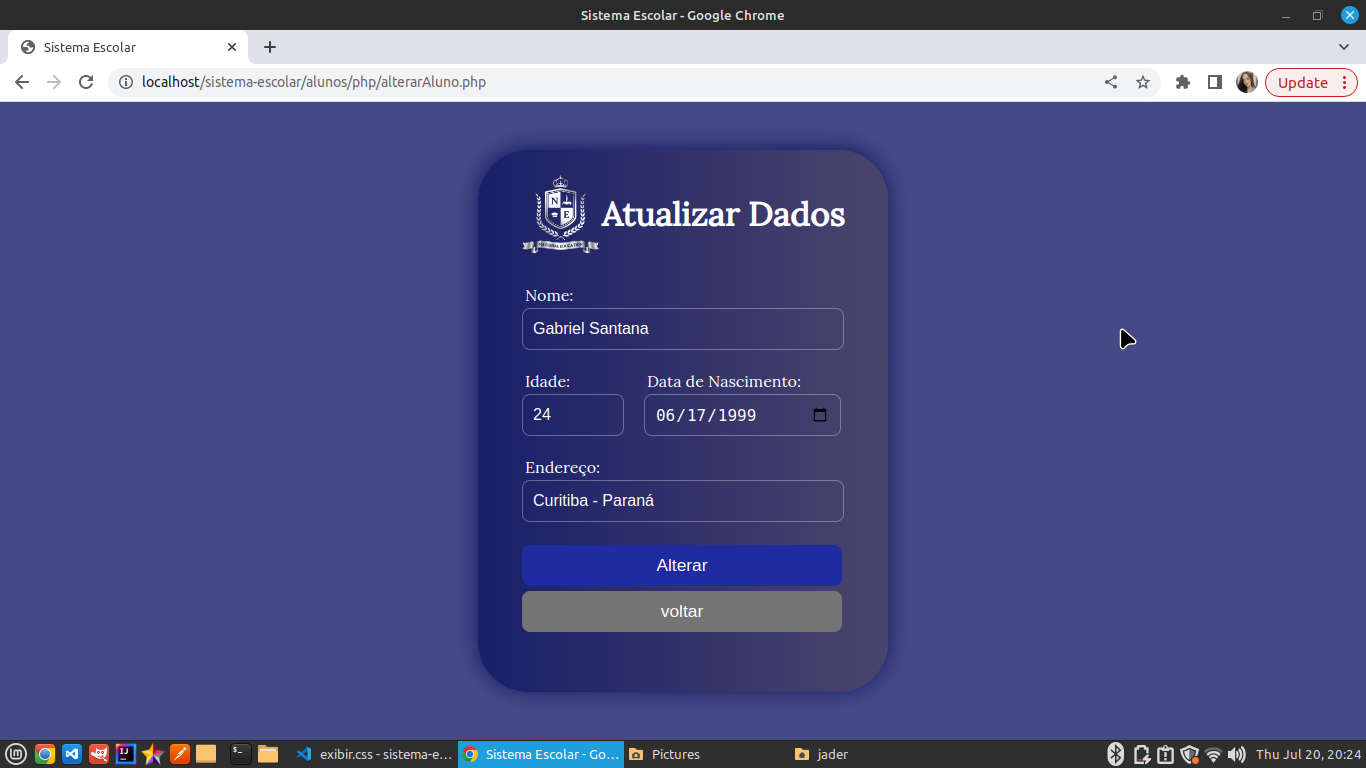 Sistema Escolar - Google Chrome
Sistema Escolar
localhost/sistema-escolar/alunos/php/alterarAluno.php
Update
N
E
Atualizar Dados
Nome:
Gabriel Santana
Idade:
Data de Nascimento:
24
06/17/1999
Endereço:
Curitiba - Paraná
Alterar
voltar
IJ
exibir.css - sistema-e...
Sistema Escolar - Go...
Pictures
jader
Thu Jul 20, 20:24